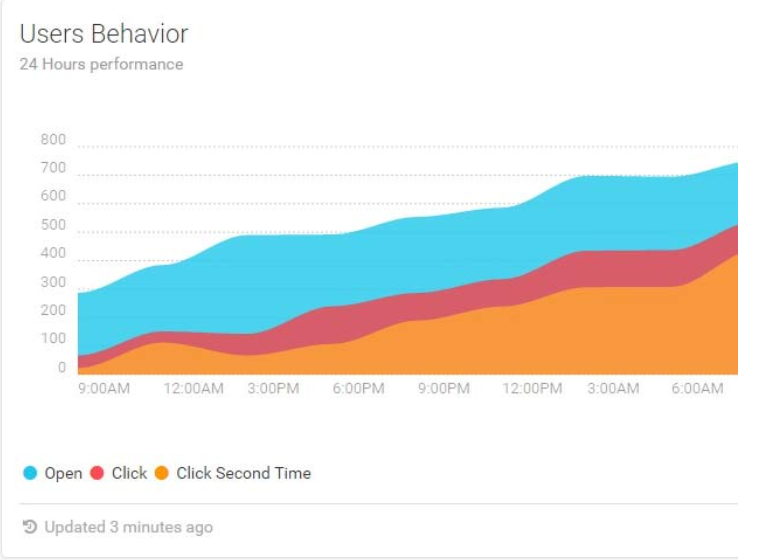 Users Behavior
24 Hours performance
800
700
600
500
400
300
200
100
0
9:00AM 12:00AM 3:00PM 6:00PM 9:00PM 12:00PM 3:00AM 6:00AM
Open Click Click Second Time
Updated 3 minutes ago